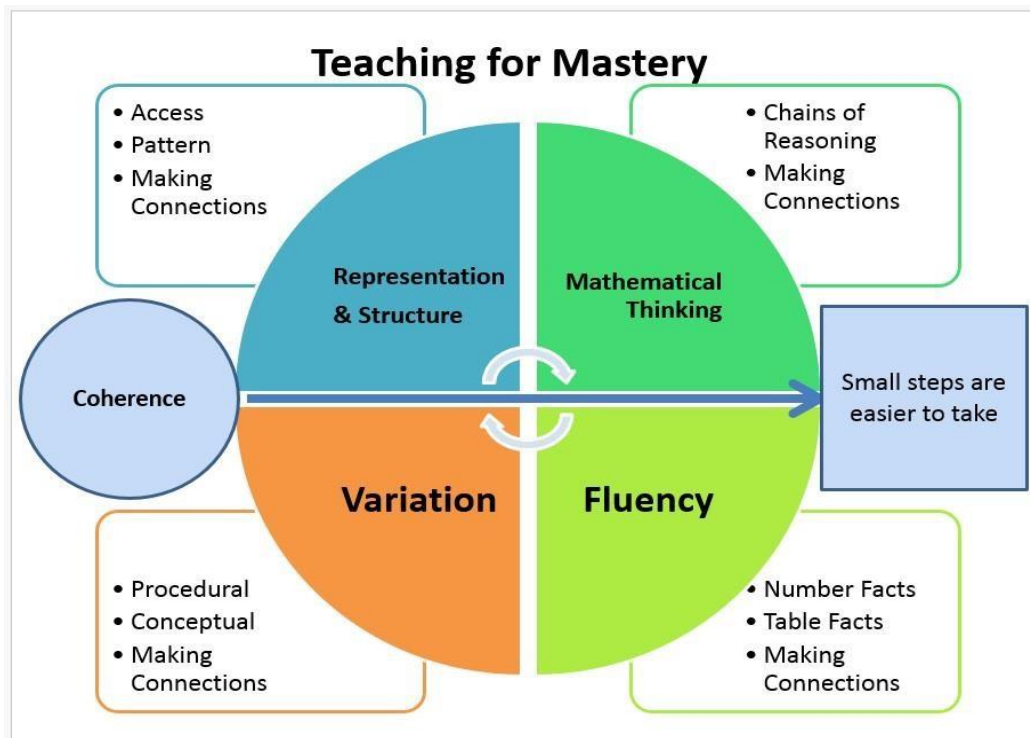 Teaching for Mastery
• Access
• Pattern
• Making
Connections
• Chains of
Reasoning
• Making
Connections
Representation
& Structure
Mathematical
Thinking
Coherence
Small steps are
easier to take
Variation
Fluency
• Procedural
• Conceptual
• Making
Connections
• Number Facts
• Table Facts
• Making
Connections